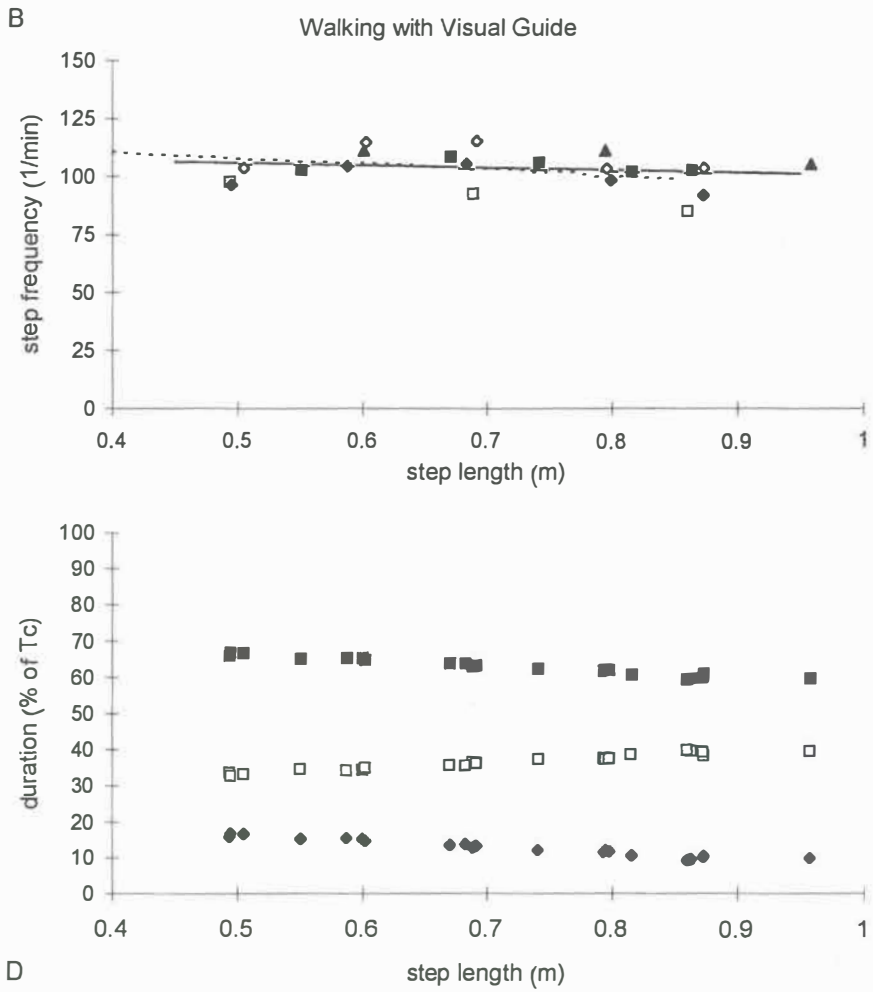 B
Walking with Visual Guide
150
125
100
75
50
25
0
step frequency (1/min)
0.4 0.5 0.6 0.7 0.8 0.9 1
step length (m)
100
90
80
70
60
50
40
30
20
10
0
duration (% of Tc)
0.4 0.5 0.6 0.7 0.8 0.9 1
step length (m)
D